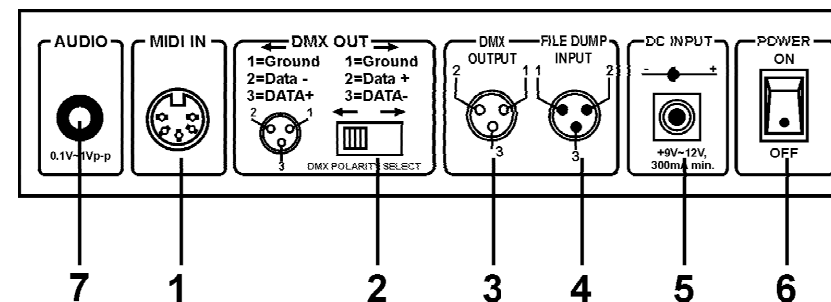 AUDIO
0.1V~1Vp-p
MIDI IN
DMX OUT
1=Ground
2=Data -
3=DATA+
1=Ground
2=Data +
3=DATA-
2 1
3
DMX POLARITY SELECT
DMX OUTPUT
2 1
3
FILE DUMP INPUT
1 2
3
DC INPUT
- +
+9V~12V,
300mA min.
POWER
ON
OFF
7 1 2 3 4 5 6